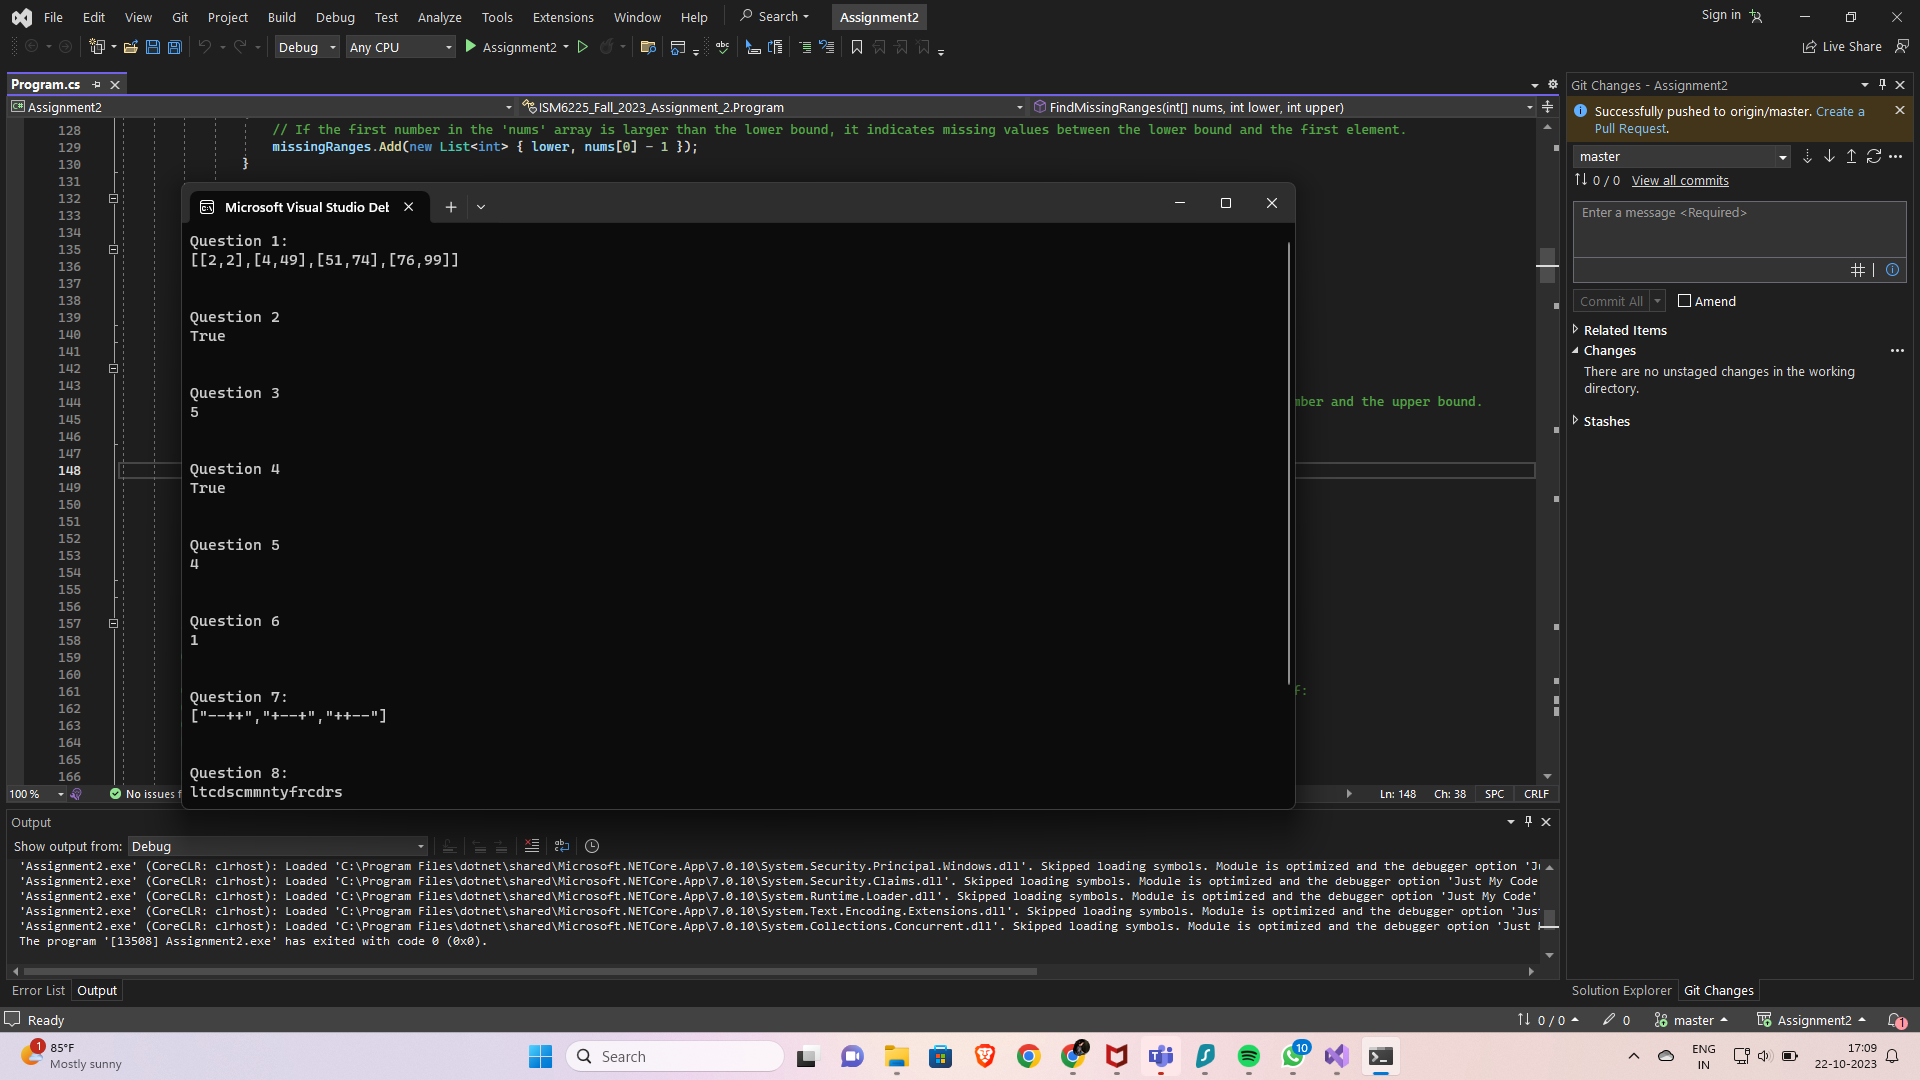 File Edit View Git Project Build Debug Test Analyze Tools Extensions Window Help Search Assignment2 Sign in
Debug Any CPU Assignment2 Live Share
Program.cs
Assignment2 ISM6225_Fall_2023_Assignment_2.Program FindMissingRanges(int[] nums, int lower, int upper)
128 // If the first number in the 'nums' array is larger than the lower bound, it indicates missing values between the lower bound and the first element.
129 missingRanges.Add(new List<int> { lower, nums[0] - 1 });
130 }
131
132
133
134
135
136
137
138
139
140
141
142
143
144 mber and the upper bound.
145
146
147
148
149
150
151
152
153
154
155
156
157
158
159
160
161 f:
162
163
164
165
166
Microsoft Visual Studio Det
Question 1:
[[2,2],[4,49],[51,74],[76,99]]
Question 2
True
Question 3
5
Question 4
True
Question 5
4
Question 6
1
Question 7:
["--++","+--+","++--"]
Question 8:
ltcdscmmntyfrcdrs
100 % No issues f Ln: 148 Ch: 38 SPC CRLF
Output
Show output from: Debug
'Assignment2.exe' (CoreCLR: clrhost): Loaded 'C:\Program Files\dotnet\shared\Microsoft.NETCore.App\7.0.10\System.Security.Principal.Windows.dll'. Skipped loading symbols. Module is optimized and the debugger option 'Ju
'Assignment2.exe' (CoreCLR: clrhost): Loaded 'C:\Program Files\dotnet\shared\Microsoft.NETCore.App\7.0.10\System.Security.Claims.dll'. Skipped loading symbols. Module is optimized and the debugger option 'Just My Code
'Assignment2.exe' (CoreCLR: clrhost): Loaded 'C:\Program Files\dotnet\shared\Microsoft.NETCore.App\7.0.10\System.Runtime.Loader.dll'. Skipped loading symbols. Module is optimized and the debugger option 'Just My Code'
'Assignment2.exe' (CoreCLR: clrhost): Loaded 'C:\Program Files\dotnet\shared\Microsoft.NETCore.App\7.0.10\System.Text.Encoding.Extensions.dll'. Skipped loading symbols. Module is optimized and the debugger option 'Jus
'Assignment2.exe' (CoreCLR: clrhost): Loaded 'C:\Program Files\dotnet\shared\Microsoft.NETCore.App\7.0.10\System.Collections.Concurrent.dll'. Skipped loading symbols. Module is optimized and the debugger option 'Just
The program '[13508] Assignment2.exe' has exited with code 0 (0x0).
Error List Output
Git Changes - Assignment2
Successfully pushed to origin/master. Create a
Pull Request.
master
0 / 0 View all commits
Enter a message <Required>
Commit All Amend
Related Items
Changes
There are no unstaged changes in the working
directory.
Stashes
Solution Explorer Git Changes
Ready 0 / 0 0 master Assignment2 1
1 85°F
Mostly sunny
Search
10
ENG
IN
17:09
22-10-2023